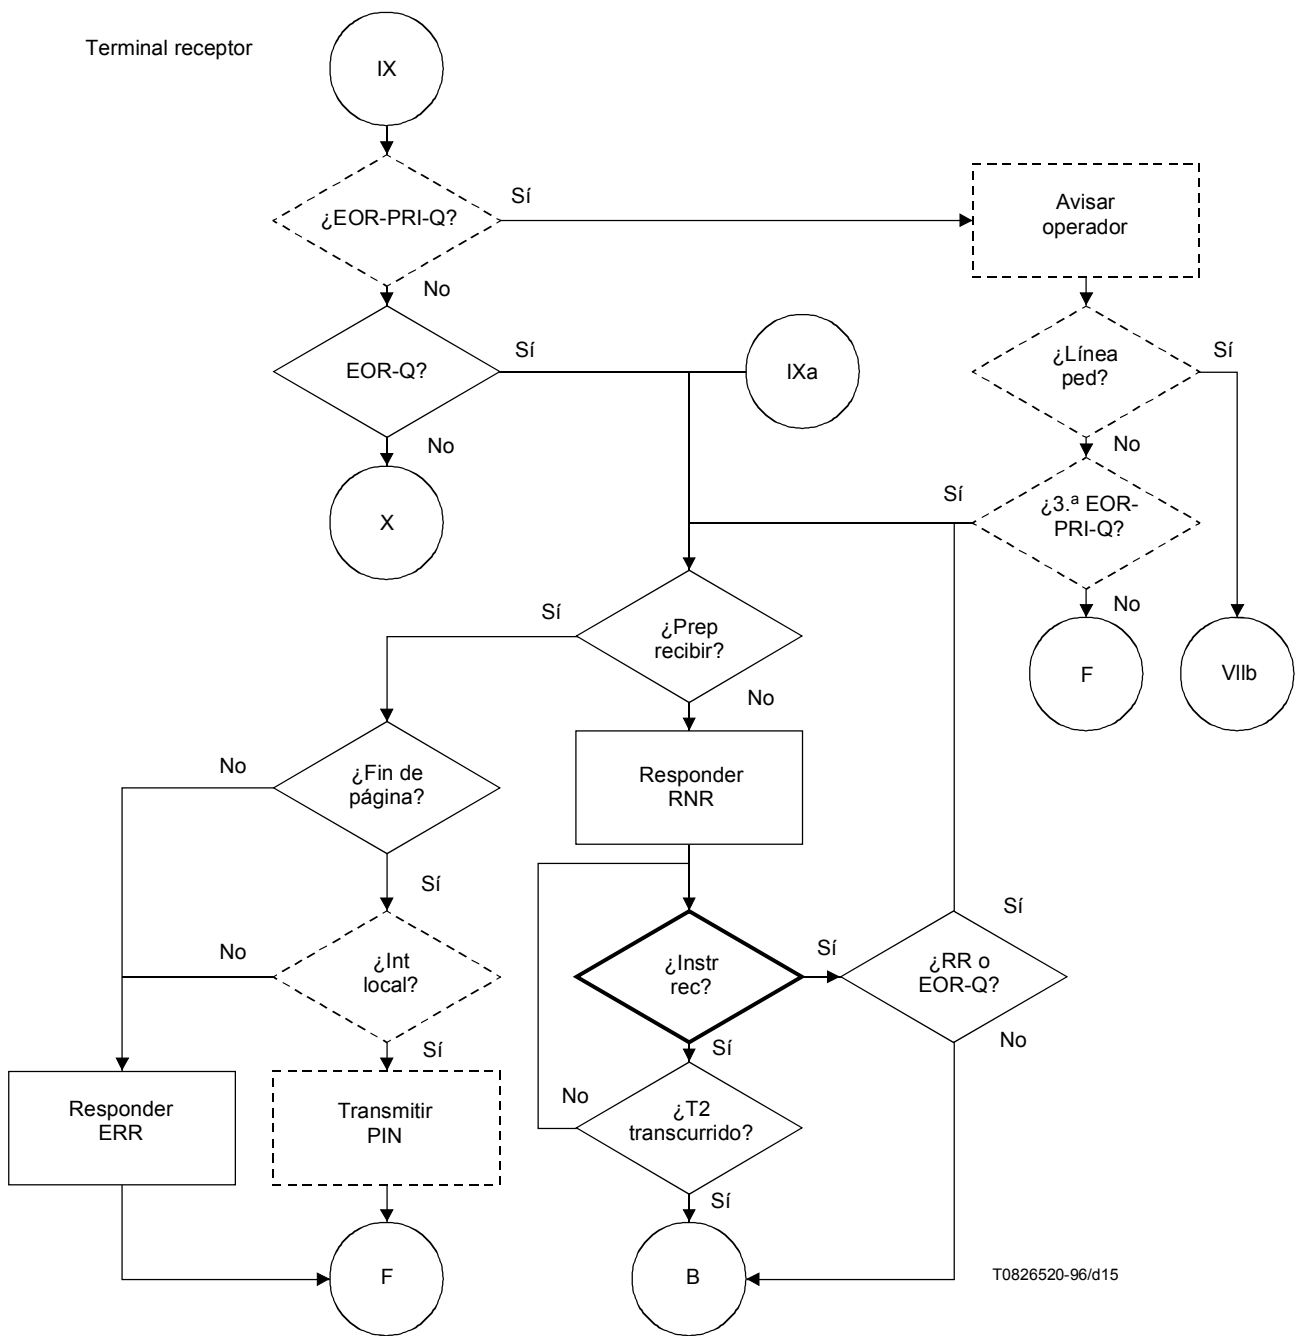 Terminal receptor
IX
¿EOR-PRI-Q?
Sí
Avisar
operador
No
EOR-Q?
Sí
IXa
¿Línea
ped?
Sí
No
No
X
Sí
¿3.ª EOR-
PRI-Q?
No
Sí
¿Prep
recibir?
No
F
VIIb
No
¿Fin de
página?
Responder
RNR
Sí
Sí
No
¿Int
local?
¿Instr
rec?
Sí
¿RR o
EOR-Q?
Sí
Sí
No
Responder
ERR
Transmitir
PIN
No
¿T2
transcurrido?
Sí
F
B
T0826520-96/d15